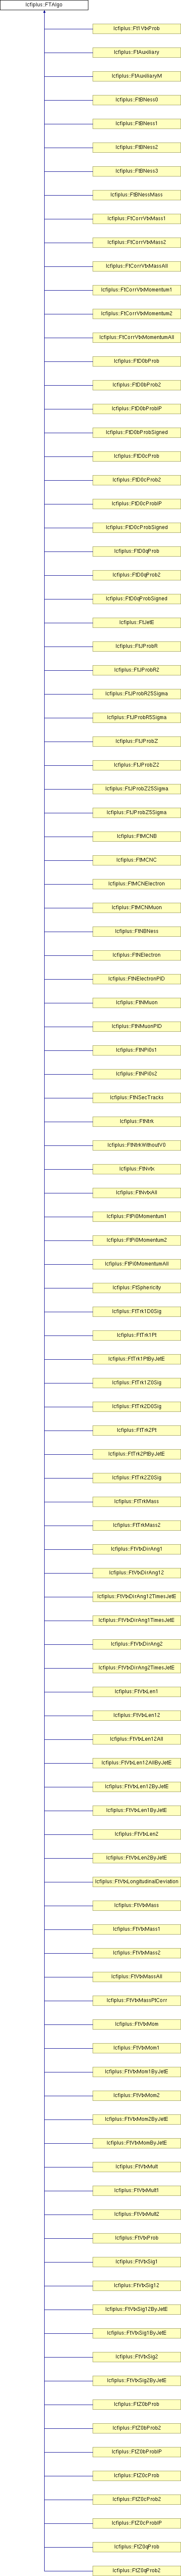 lcfiplus::FTAlgo
lcfiplus::Ft1VtxProb
lcfiplus::FtAuxiliary
lcfiplus::FtAuxiliaryM
lcfiplus::FtBNess0
lcfiplus::FtBNess1
lcfiplus::FtBNess2
lcfiplus::FtBNess3
lcfiplus::FtBNessMass
lcfiplus::FtCorrVtxMass1
lcfiplus::FtCorrVtxMass2
lcfiplus::FtCorrVtxMassAll
lcfiplus::FtCorrVtxMomentum1
lcfiplus::FtCorrVtxMomentum2
lcfiplus::FtCorrVtxMomentumAll
lcfiplus::FtD0bProb
lcfiplus::FtD0bProb2
lcfiplus::FtD0bProbIP
lcfiplus::FtD0bProbSigned
lcfiplus::FtD0cProb
lcfiplus::FtD0cProb2
lcfiplus::FtD0cProbIP
lcfiplus::FtD0cProbSigned
lcfiplus::FtD0qProb
lcfiplus::FtD0qProb2
lcfiplus::FtD0qProbSigned
lcfiplus::FtJetE
lcfiplus::FtJProbR
lcfiplus::FtJProbR2
lcfiplus::FtJProbR25Sigma
lcfiplus::FtJProbR5Sigma
lcfiplus::FtJProbZ
lcfiplus::FtJProbZ2
lcfiplus::FtJProbZ25Sigma
lcfiplus::FtJProbZ5Sigma
lcfiplus::FtMCNB
lcfiplus::FtMCNC
lcfiplus::FtMCNElectron
lcfiplus::FtMCNMuon
lcfiplus::FtNBNess
lcfiplus::FtNElectron
lcfiplus::FtNElectronPID
lcfiplus::FtNMuon
lcfiplus::FtNMuonPID
lcfiplus::FtNPi0s1
lcfiplus::FtNPi0s2
lcfiplus::FtNSecTracks
lcfiplus::FtNtrk
lcfiplus::FtNtrkWithoutV0
lcfiplus::FtNvtx
lcfiplus::FtNvtxAll
lcfiplus::FtPi0Momentum1
lcfiplus::FtPi0Momentum2
lcfiplus::FtPi0MomentumAll
lcfiplus::FtSphericity
lcfiplus::FtTrk1D0Sig
lcfiplus::FtTrk1Pt
lcfiplus::FtTrk1PtByJetE
lcfiplus::FtTrk1Z0Sig
lcfiplus::FtTrk2D0Sig
lcfiplus::FtTrk2Pt
lcfiplus::FtTrk2PtByJetE
lcfiplus::FtTrk2Z0Sig
lcfiplus::FtTrkMass
lcfiplus::FtTrkMass2
lcfiplus::FtVtxDirAng1
lcfiplus::FtVtxDirAng12
lcfiplus::FtVtxDirAng12TimesJetE
lcfiplus::FtVtxDirAng1TimesJetE
lcfiplus::FtVtxDirAng2
lcfiplus::FtVtxDirAng2TimesJetE
lcfiplus::FtVtxLen1
lcfiplus::FtVtxLen12
lcfiplus::FtVtxLen12All
lcfiplus::FtVtxLen12AllByJetE
lcfiplus::FtVtxLen12ByJetE
lcfiplus::FtVtxLen1ByJetE
lcfiplus::FtVtxLen2
lcfiplus::FtVtxLen2ByJetE
lcfiplus::FtVtxLongitudinalDeviation
lcfiplus::FtVtxMass
lcfiplus::FtVtxMass1
lcfiplus::FtVtxMass2
lcfiplus::FtVtxMassAll
lcfiplus::FtVtxMassPtCorr
lcfiplus::FtVtxMom
lcfiplus::FtVtxMom1
lcfiplus::FtVtxMom1ByJetE
lcfiplus::FtVtxMom2
lcfiplus::FtVtxMom2ByJetE
lcfiplus::FtVtxMomByJetE
lcfiplus::FtVtxMult
lcfiplus::FtVtxMult1
lcfiplus::FtVtxMult2
lcfiplus::FtVtxProb
lcfiplus::FtVtxSig1
lcfiplus::FtVtxSig12
lcfiplus::FtVtxSig12ByJetE
lcfiplus::FtVtxSig1ByJetE
lcfiplus::FtVtxSig2
lcfiplus::FtVtxSig2ByJetE
lcfiplus::FtZ0bProb
lcfiplus::FtZ0bProb2
lcfiplus::FtZ0bProbIP
lcfiplus::FtZ0cProb
lcfiplus::FtZ0cProb2
lcfiplus::FtZ0cProbIP
lcfiplus::FtZ0qProb
lcfiplus::FtZ0qProb2